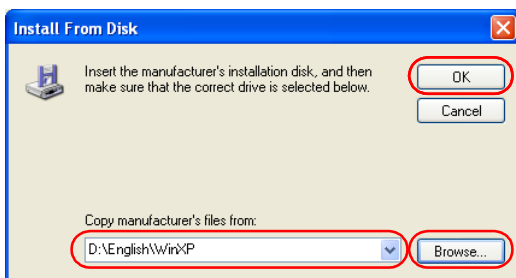 Install From Disk
Insert the manufacturer's installation disk, and then
make sure that the correct drive is selected below.
OK
Cancel
Copy manufacturer's files from:
D:\English\WinXP
Browse...